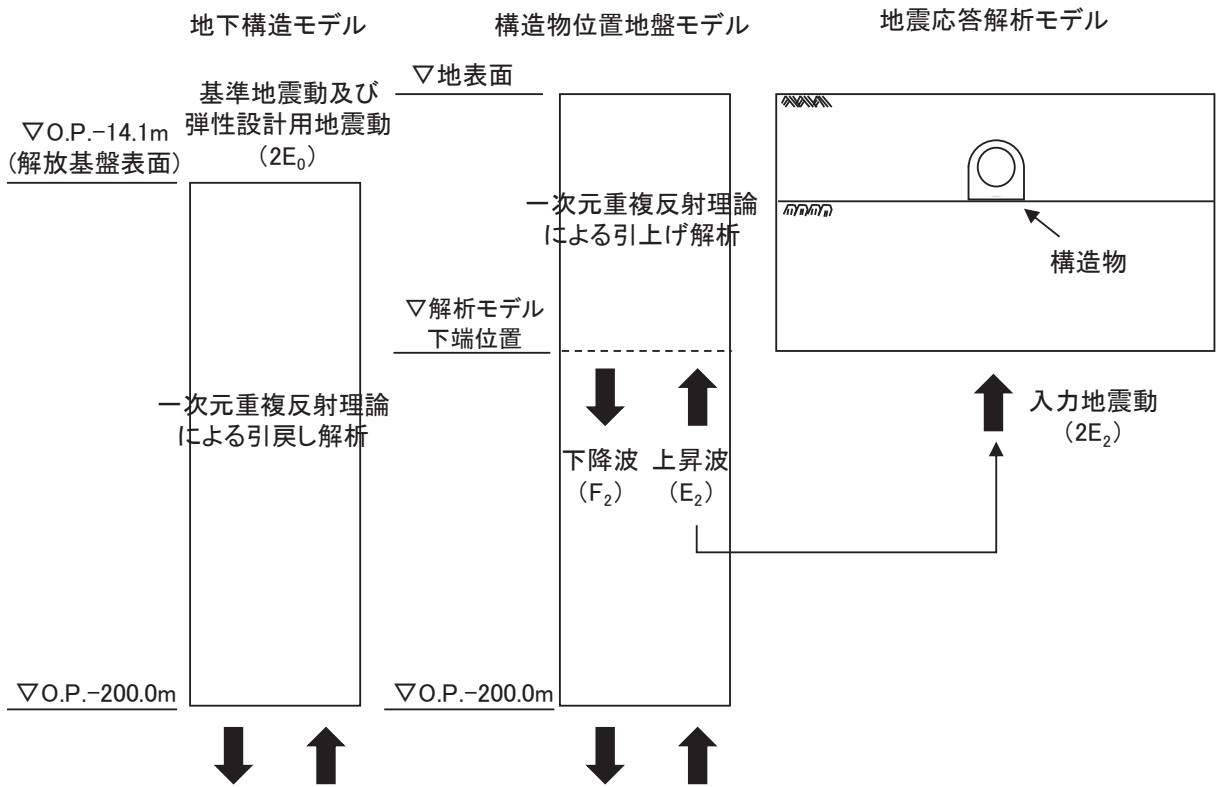 地下構造モデル
基準地震動及び
弾性設計用地震動
(2E₀)
▽O.P.-14.1m
(解放基盤表面)
一次元重複反射理論
による引戻し解析
▽O.P.-200.0m
構造物位置地盤モデル
▽地表面
一次元重複反射理論
による引上げ解析
▽解析モデル
下端位置
下降波
(F₂)
上昇波
(E₂)
▽O.P.-200.0m
地震応答解析モデル
構造物
入力地震動
(2E₂)